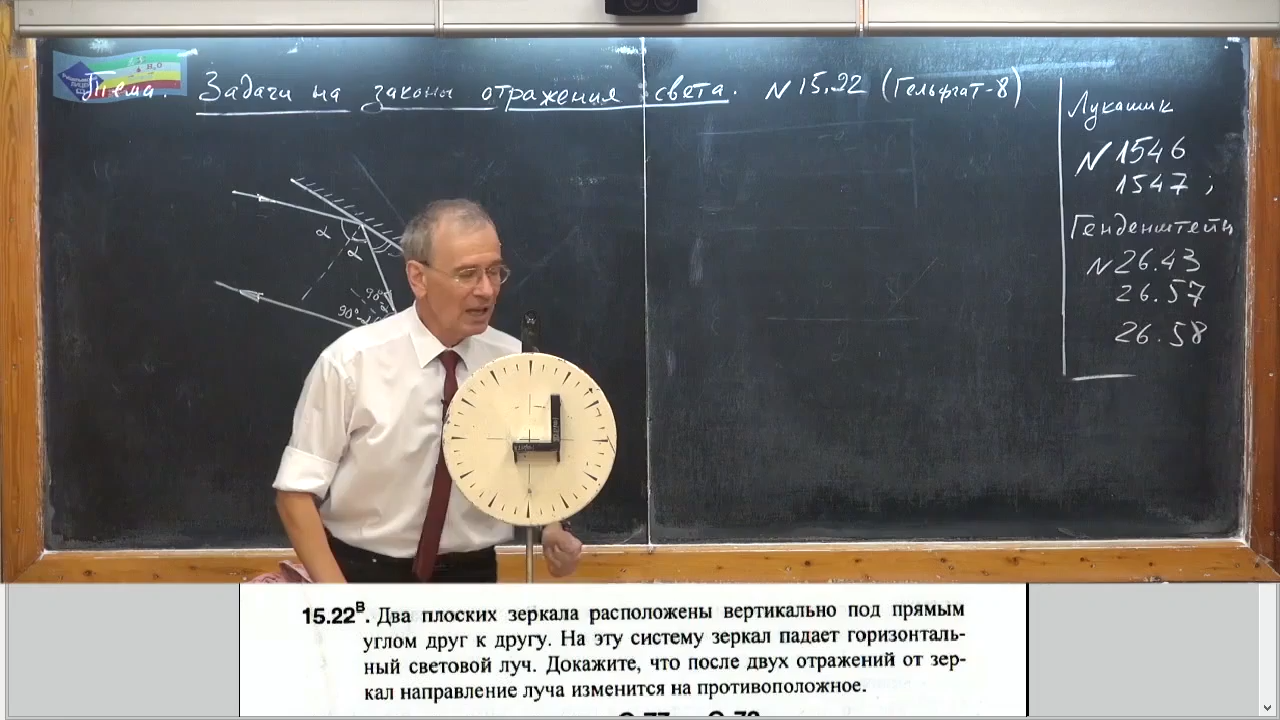 Тема. Задачи на законы отражения света. N 15.22 (Гельфгат-8)
Лукашик
N 1546
1547 ;
Генденштейн
N 26.43
26.57
26.58
α
α
90°
90°-α
15.22В. Два плоских зеркала расположены вертикально под прямым
углом друг к другу. На эту систему зеркал падает горизонталь-
ный световой луч. Докажите, что после двух отражений от зер-
кал направление луча изменится на противоположное.